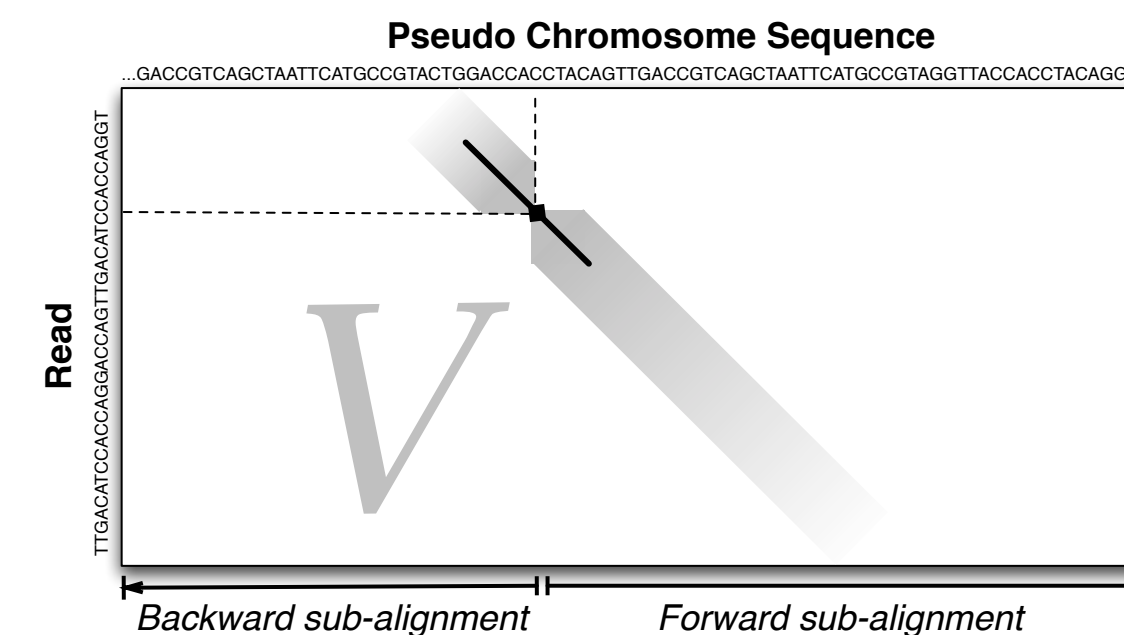 Pseudo Chromosome Sequence
...GACCGTCAGCTAATTCATGCCGTACTGGACCACCTACAGTTGACCGTCAGCTAATTCATGCCGTAGGTTACCACCTACAGG
Read
TTGACATCCACCAGGACCAGTTGACATCCACCAGGT
V
Backward sub-alignment
Forward sub-alignment